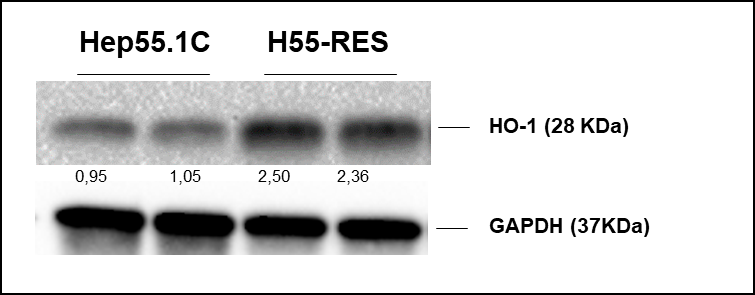 Hep55.1C H55-RES
HO-1 (28 KDa)
0,95 1,05 2,50 2,36
GAPDH (37KDa)